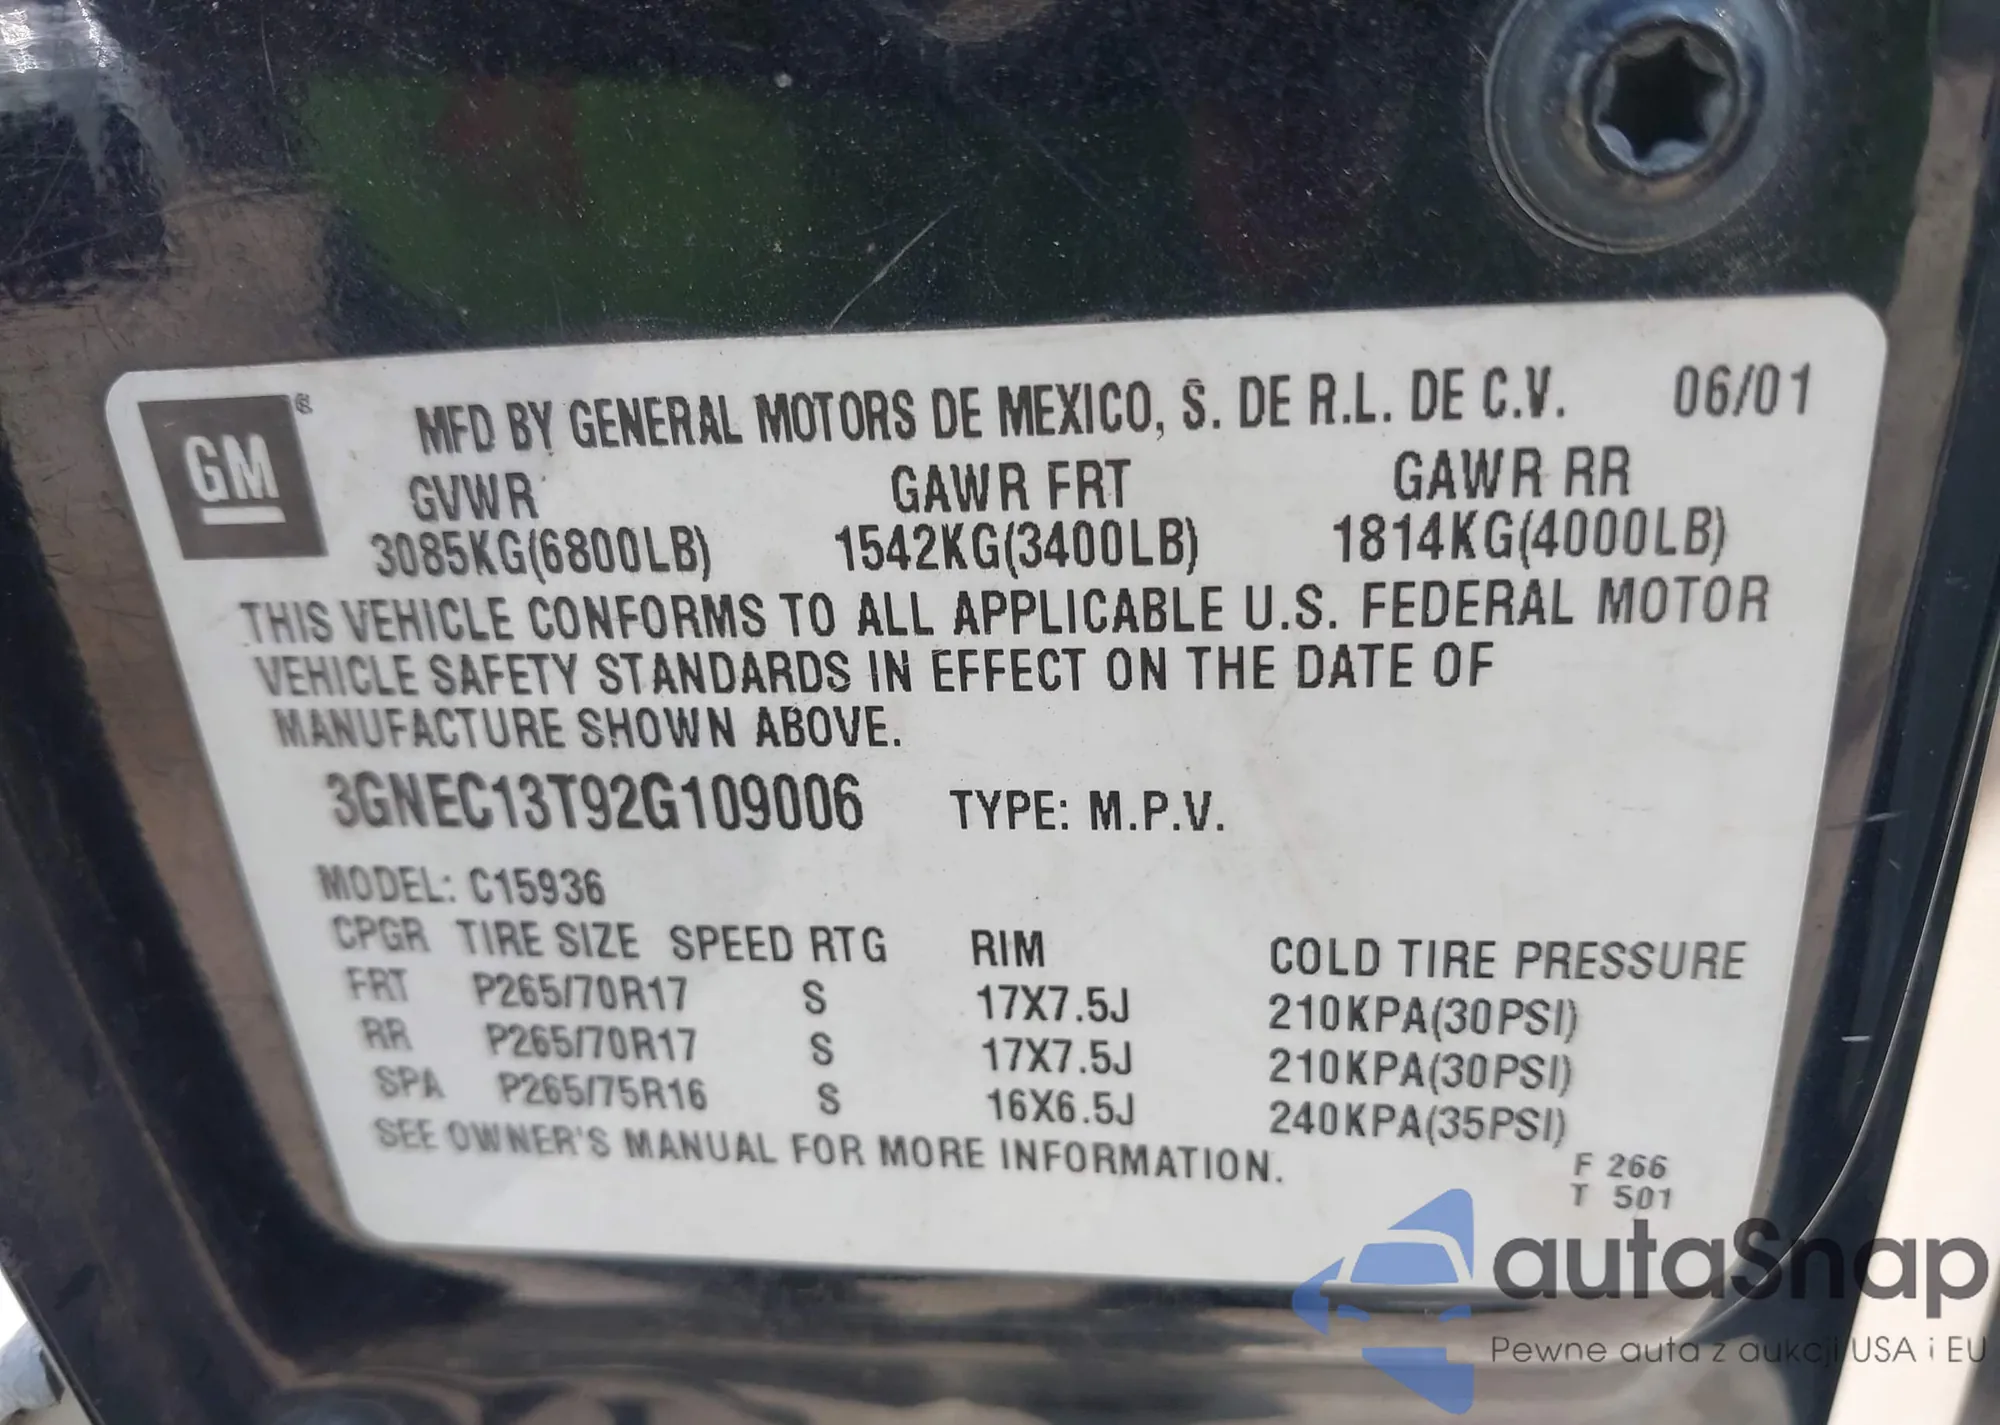 GM ®
MFD BY GENERAL MOTORS DE MEXICO, S. DE R.L. DE C.V. 06/01
GVWR GAWR FRT GAWR RR
3085KG(6800LB) 1542KG(3400LB) 1814KG(4000LB)
THIS VEHICLE CONFORMS TO ALL APPLICABLE U.S. FEDERAL MOTOR
VEHICLE SAFETY STANDARDS IN EFFECT ON THE DATE OF
MANUFACTURE SHOWN ABOVE.
3GNEC13T92G109006 TYPE: M.P.V.
MODEL: C15936
CPGR TIRE SIZE SPEED RTG RIM COLD TIRE PRESSURE
FRT P265/70R17 S 17X7.5J 210KPA(30PSI)
RR P265/70R17 S 17X7.5J 210KPA(30PSI)
SPA P265/75R16 S 16X6.5J 240KPA(35PSI)
SEE OWNER'S MANUAL FOR MORE INFORMATION.
F 266
T 501
autaSnap
Pewne auta z aukcji USA i EU